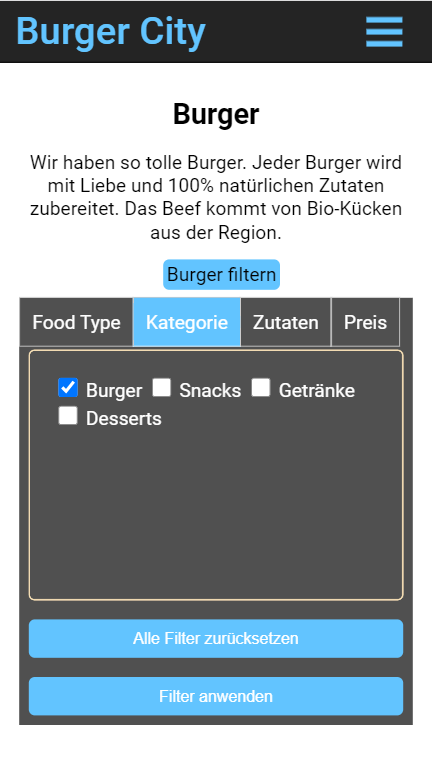 Burger City
Burger
Wir haben so tolle Burger. Jeder Burger wird
mit Liebe und 100% natürlichen Zutaten
zubereitet. Das Beef kommt von Bio-Kücken
aus der Region.
Burger filtern
Food Type Kategorie Zutaten Preis
Burger Snacks Getränke
Desserts
Alle Filter zurücksetzen
Filter anwenden